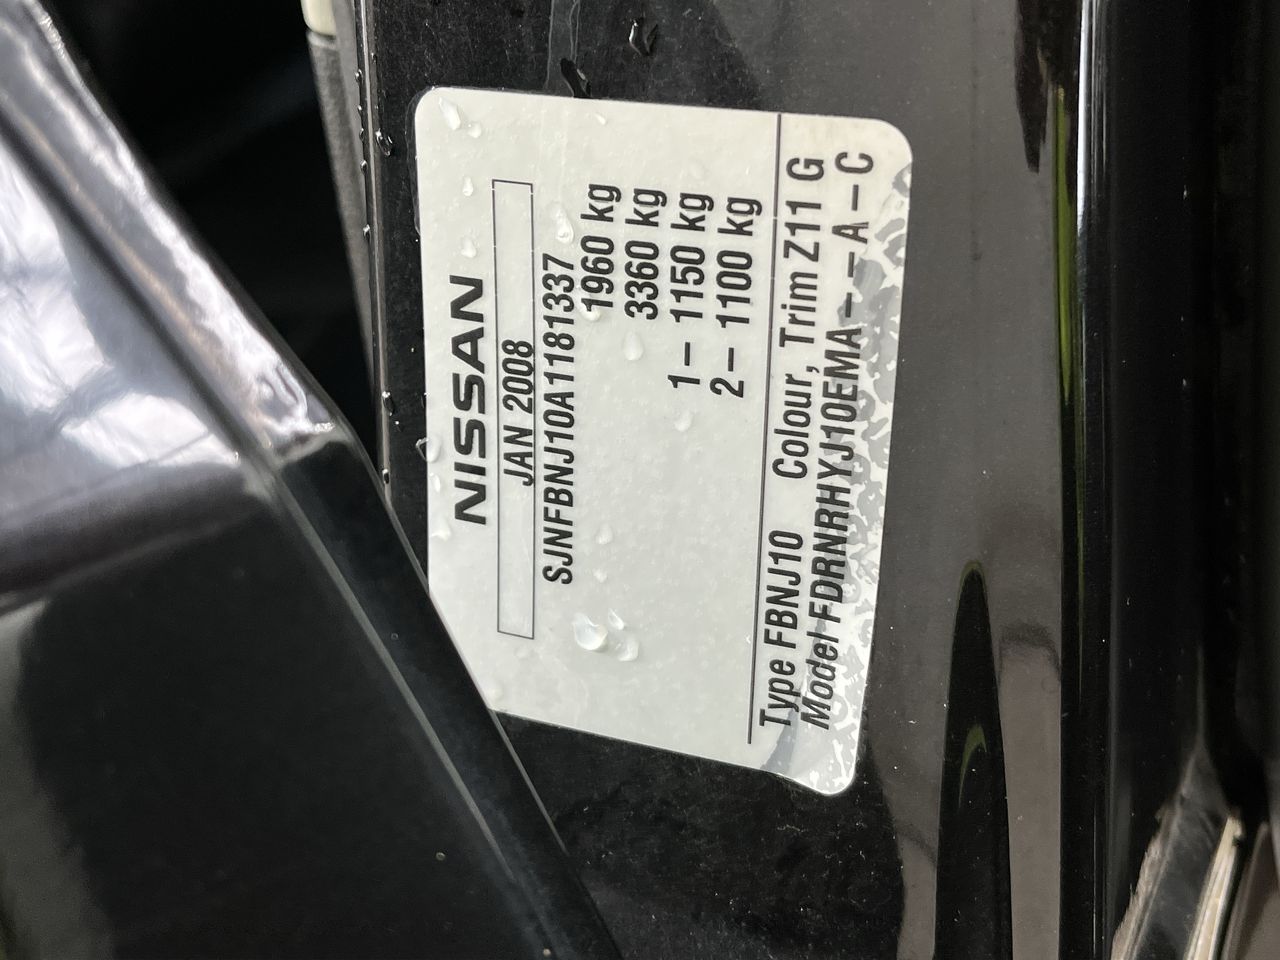 NISSAN
JAN 2008
SJNFBNJ10A1181337
1960 kg
3360 kg
1– 1150 kg
2– 1100 kg
Type FBNJ10 Colour, Trim Z11 G
Model FDRNRHYJ10EMA – – A – C